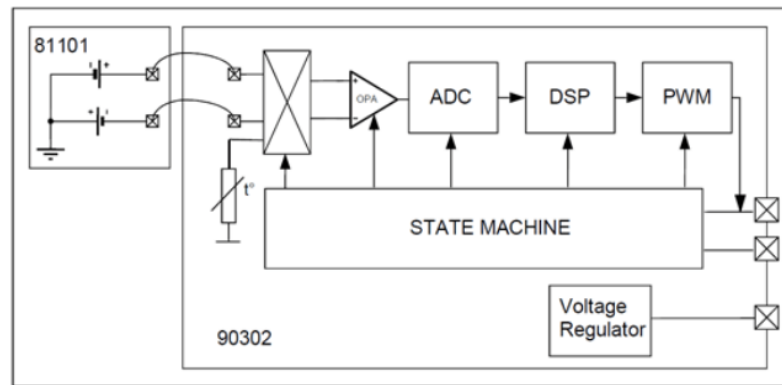 81101
OPA
ADC
DSP
PWM
t°
STATE MACHINE
Voltage
Regulator
90302